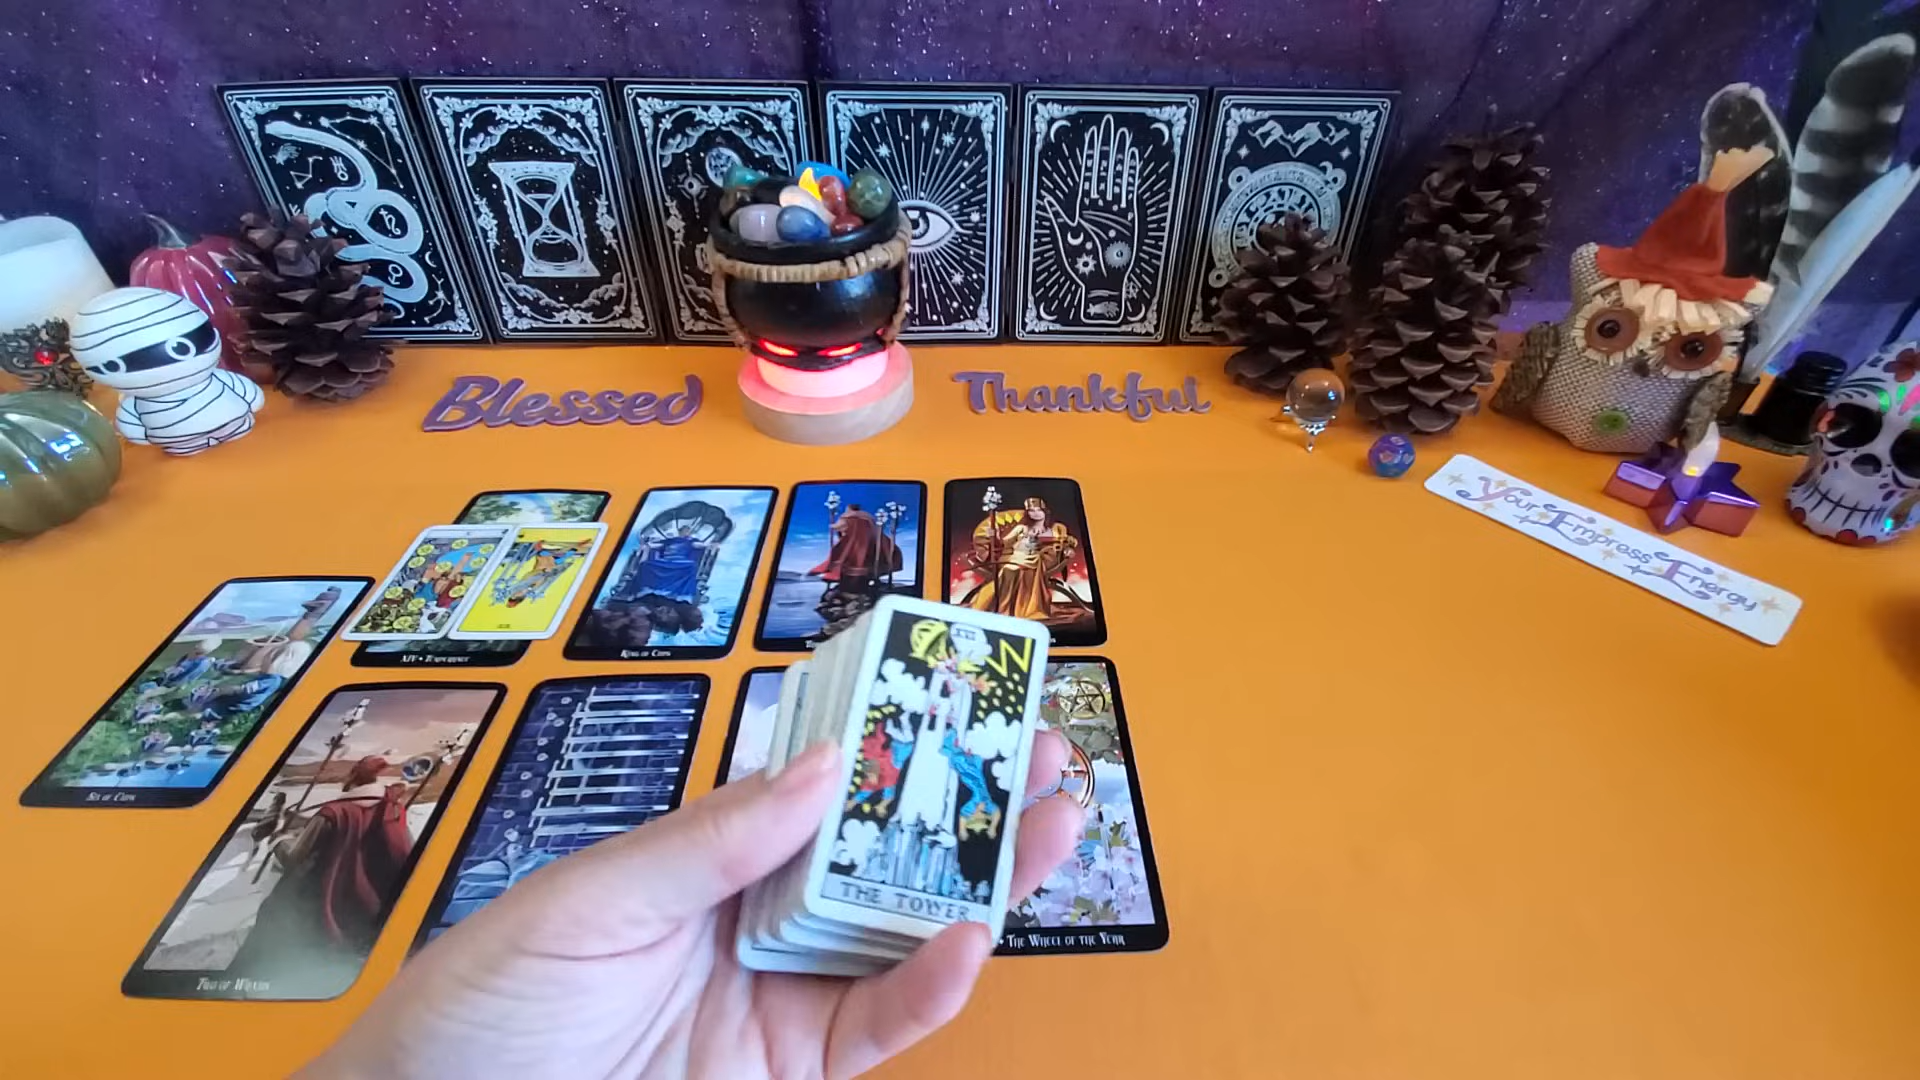 Blessed
Thankful
Your Empress Energy
XIV • Temperance
King of Cups
Six of Cups
XVI
THE TOWER
• The Wheel of the Year
Two of Wands